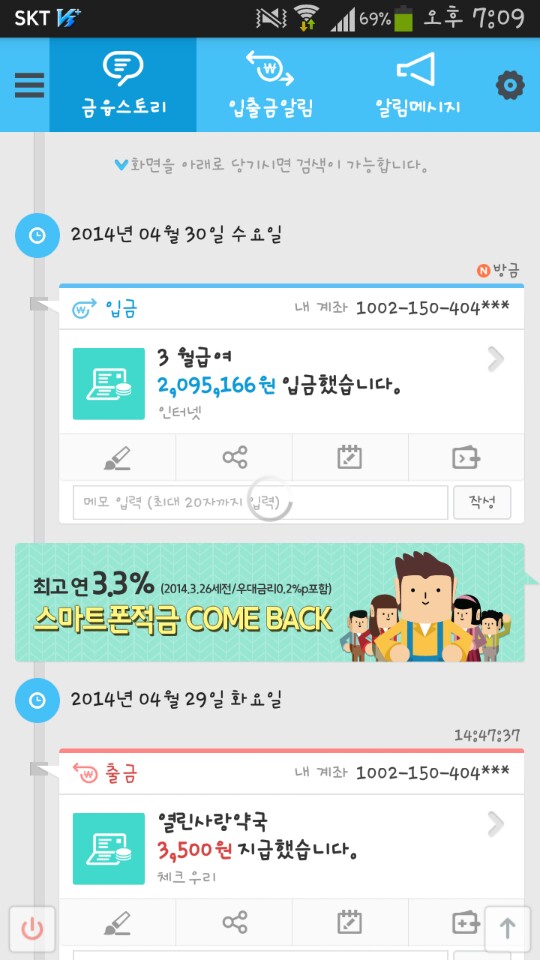 SKT V+ 69% 오후 7:09
금융스토리 입출금알림 알림메시지
화면을 아래로 당기시면 검색이 가능합니다.
2014년 04월 30일 수요일
N 방금
입금 내 계좌 1002-150-404***
3 월급여
2,095,166원 입금했습니다.
인터넷
메모 입력 (최대 20자까지 입력) 작성
최고 연 3.3% (2014.3.26세전/우대금리0.2%p포함)
스마트폰적금 COME BACK
2014년 04월 29일 화요일
14:47:37
출금 내 계좌 1002-150-404***
열린사랑약국
3,500원 지급했습니다.
체크우리